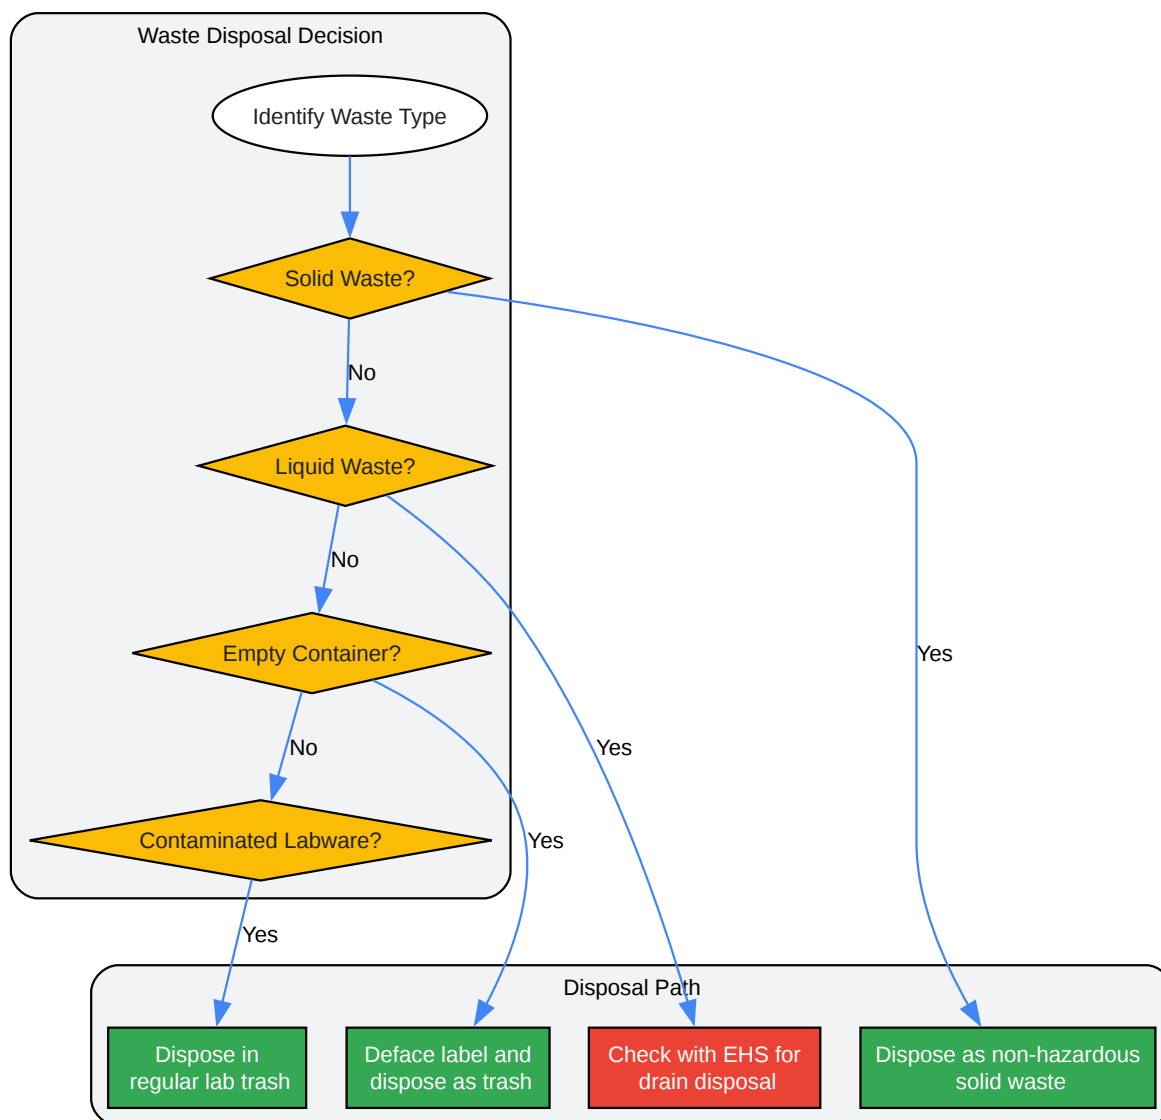 Waste Disposal Decision
Identify Waste Type
Solid Waste?
No
Liquid Waste?
No
Empty Container?
Yes
No
Yes
Contaminated Labware?
Yes
Yes
Disposal Path
Dispose in
regular lab trash
Deface label and
dispose as trash
Check with EHS for
drain disposal
Dispose as non-hazardous
solid waste